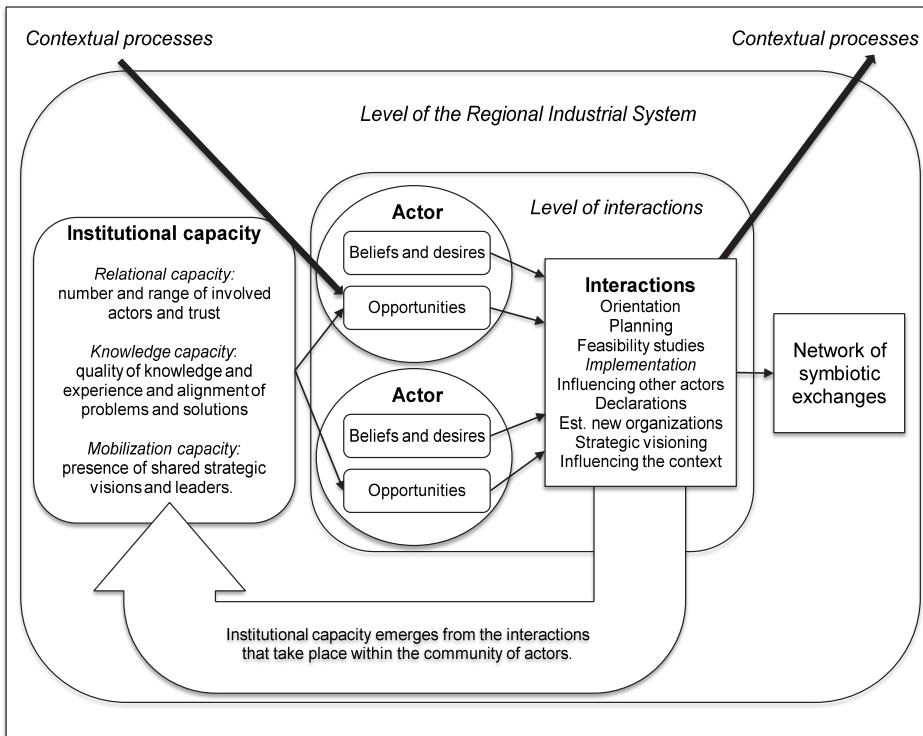 Contextual processes
Contextual processes
Level of the Regional Industrial System
Level of interactions
Institutional capacity
Relational capacity:
number and range of involved
actors and trust
Knowledge capacity:
quality of knowledge and
experience and alignment of
problems and solutions
Mobilization capacity:
presence of shared strategic
visions and leaders.
Actor
Beliefs and desires
Opportunities
Actor
Beliefs and desires
Opportunities
Interactions
Orientation
Planning
Feasibility studies
Implementation
Influencing other actors
Declarations
Est. new organizations
Strategic visioning
Influencing the context
Network of
symbiotic
exchanges
Institutional capacity emerges from the interactions
that take place within the community of actors.